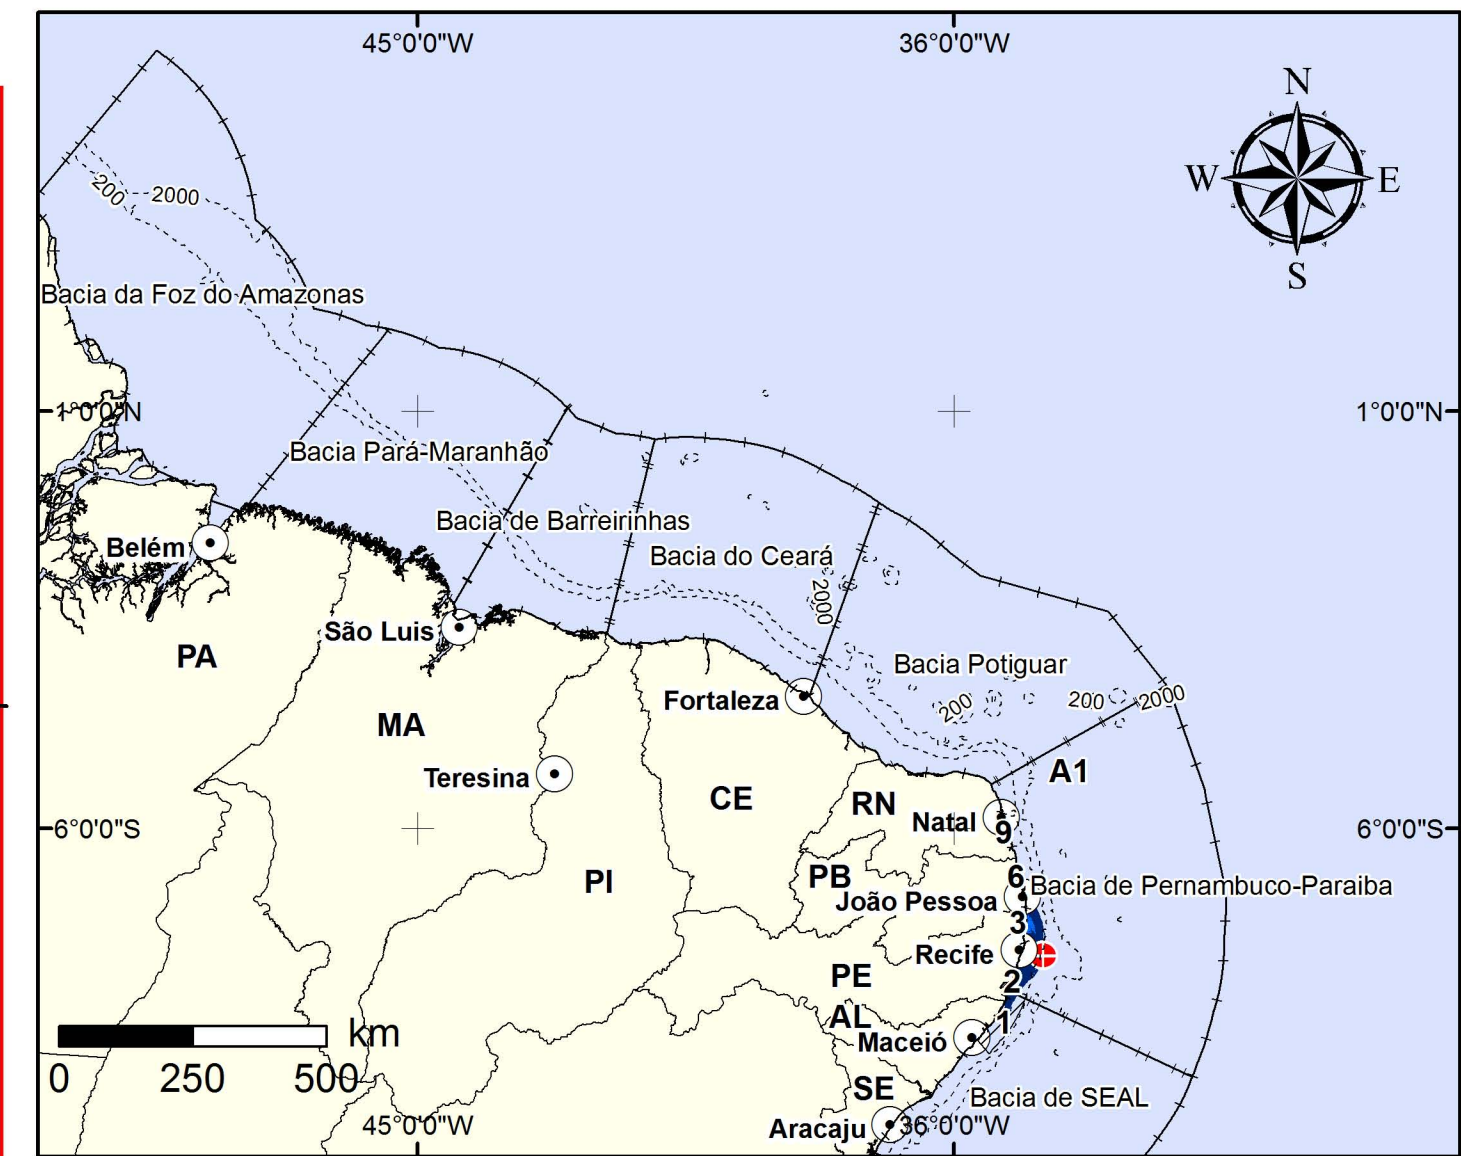 45°0'0"W
36°0'0"W
N
W
E
S
200
2000
Bacia da Foz do Amazonas
1°0'0"N
1°0'0"N
Bacia Pará-Maranhão
Bacia de Barreirinhas
Belém
Bacia do Ceará
2000
São Luis
PA
Bacia Potiguar
200
200
2000
Fortaleza
MA
Teresina
A1
CE
RN
Natal
9
6°0'0"S
6°0'0"S
PI
PB
6
Bacia de Pernambuco-Paraiba
João Pessoa
3
Recife
PE
2
AL
1
Maceió
km
0
250
500
SE
Bacia de SEAL
45°0'0"W
Aracaju
36°0'0"W